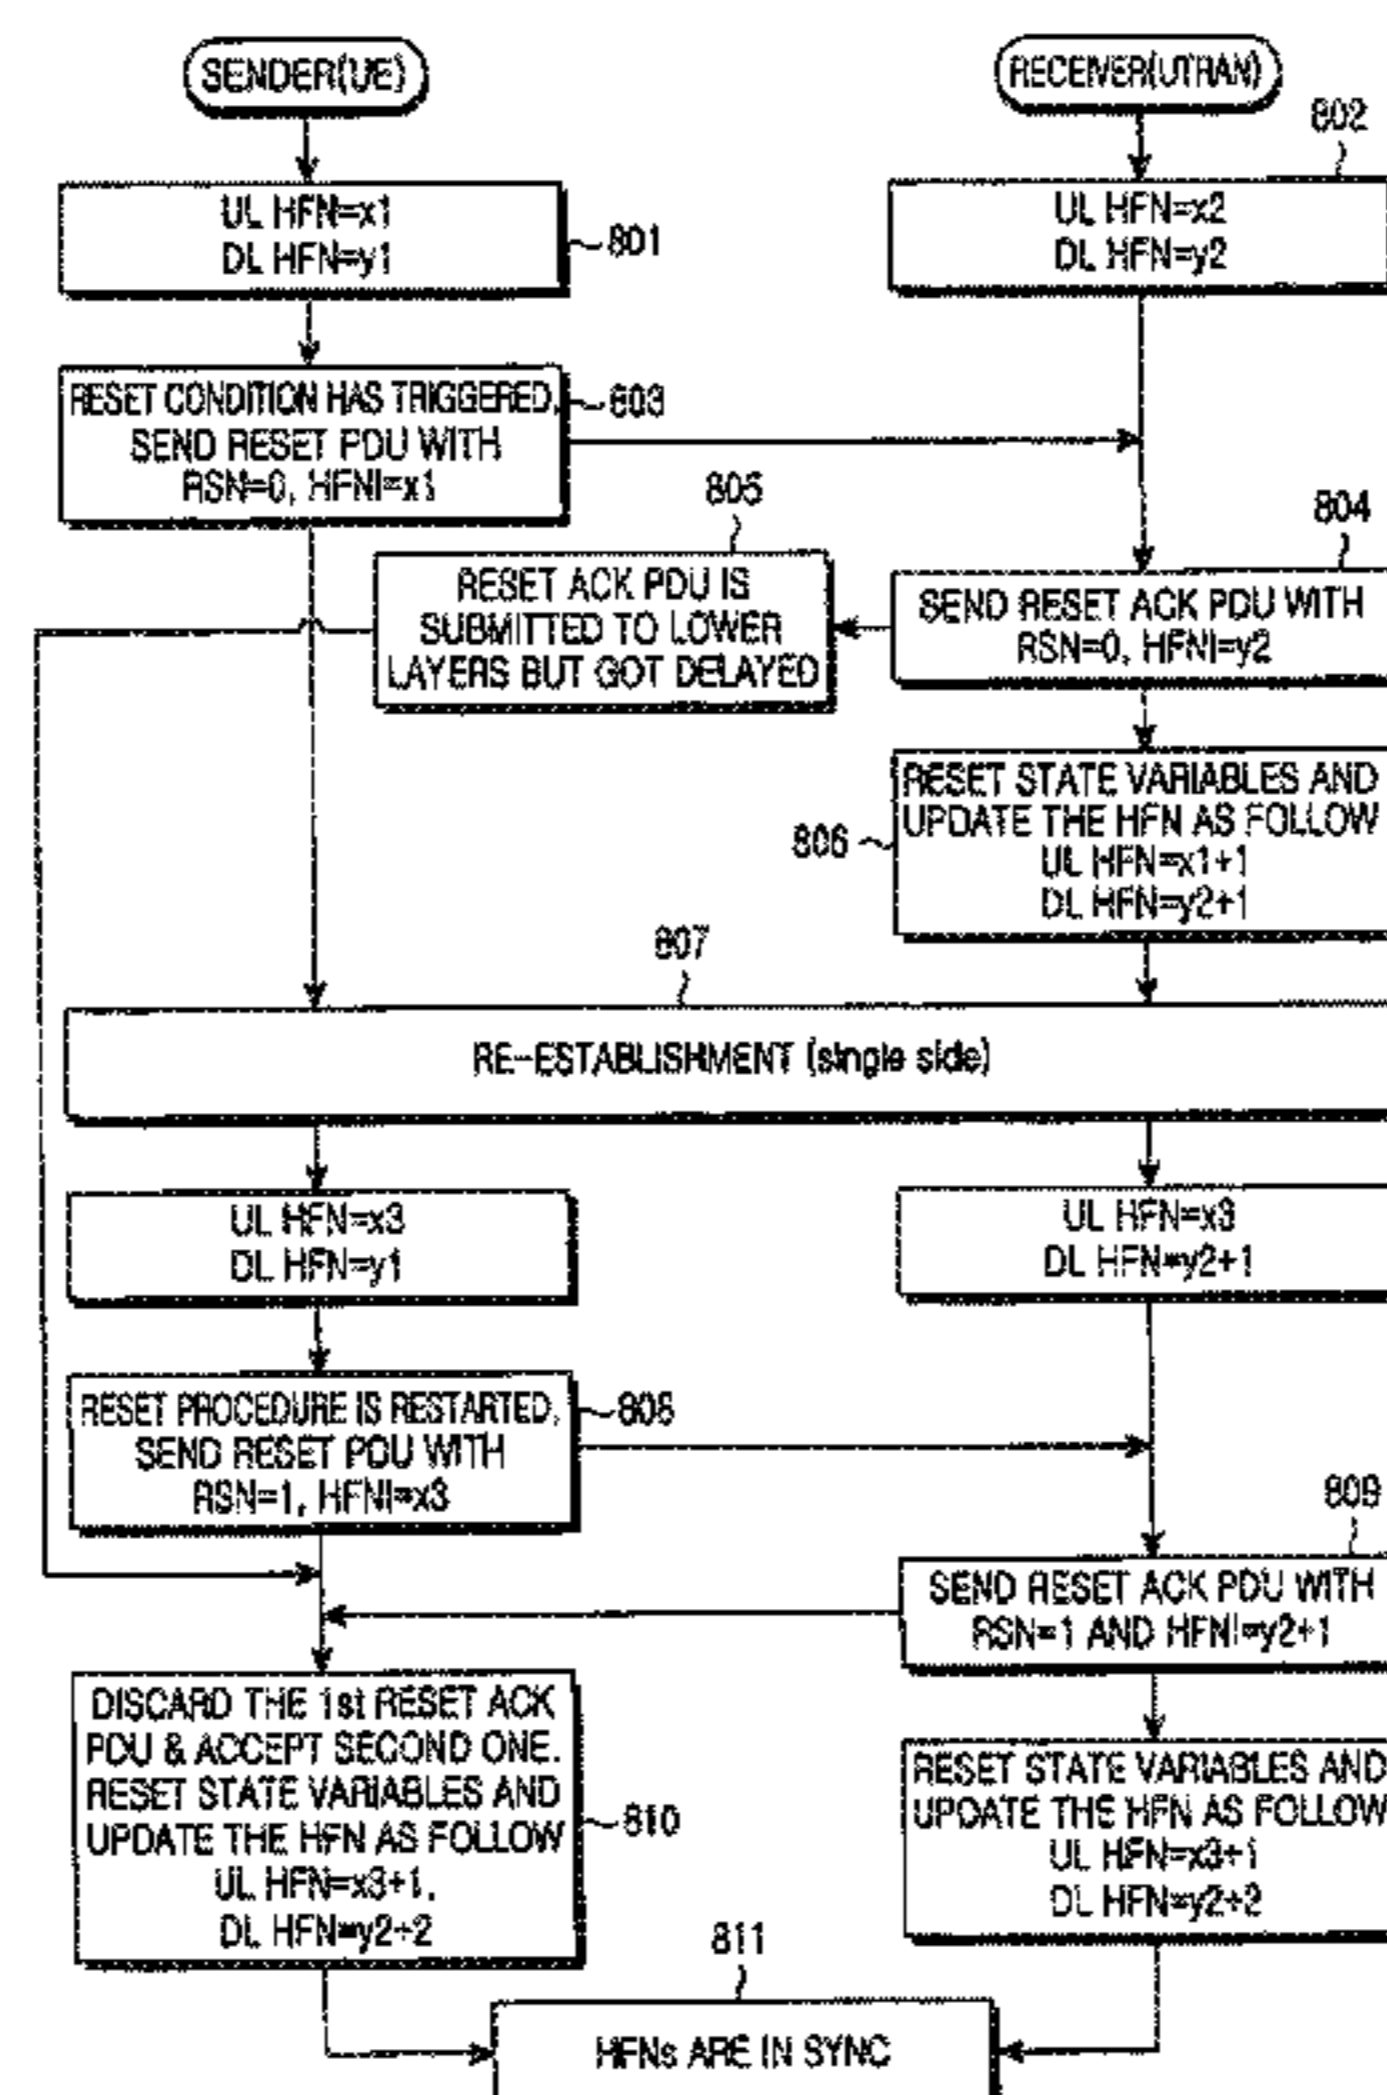 SENDER(UE)
RECEIVER(UTRAN)
802
UL HFN=x1
DL HFN=y1
801
UL HFN=x2
DL HFN=y2
RESET CONDITION HAS TRIGGERED,
SEND RESET PDU WITH
RSN=0, HFNI=x1
803
805
804
RESET ACK PDU IS
SUBMITTED TO LOWER
LAYERS BUT GOT DELAYED
SEND RESET ACK PDU WITH
RSN=0, HFNI=y2
RESET STATE VARIABLES AND
UPDATE THE HFN AS FOLLOW
UL HFN=x1+1
DL HFN=y2+1
806
807
RE-ESTABLISHMENT (single side)
UL HFN=x3
DL HFN=y1
UL HFN=x3
DL HFN=y2+1
RESET PROCEDURE IS RESTARTED,
SEND RESET PDU WITH
RSN=1, HFNI=x3
808
809
SEND RESET ACK PDU WITH
RSN=1 AND HFNI=y2+1
DISCARD THE 1st RESET ACK
PDU & ACCEPT SECOND ONE.
RESET STATE VARIABLES AND
UPDATE THE HFN AS FOLLOW
UL HFN=x3+1,
DL HFN=y2+2
810
RESET STATE VARIABLES AND
UPDATE THE HFN AS FOLLOW
UL HFN=x3+1
DL HFN=y2+2
811
HFNs ARE IN SYNC